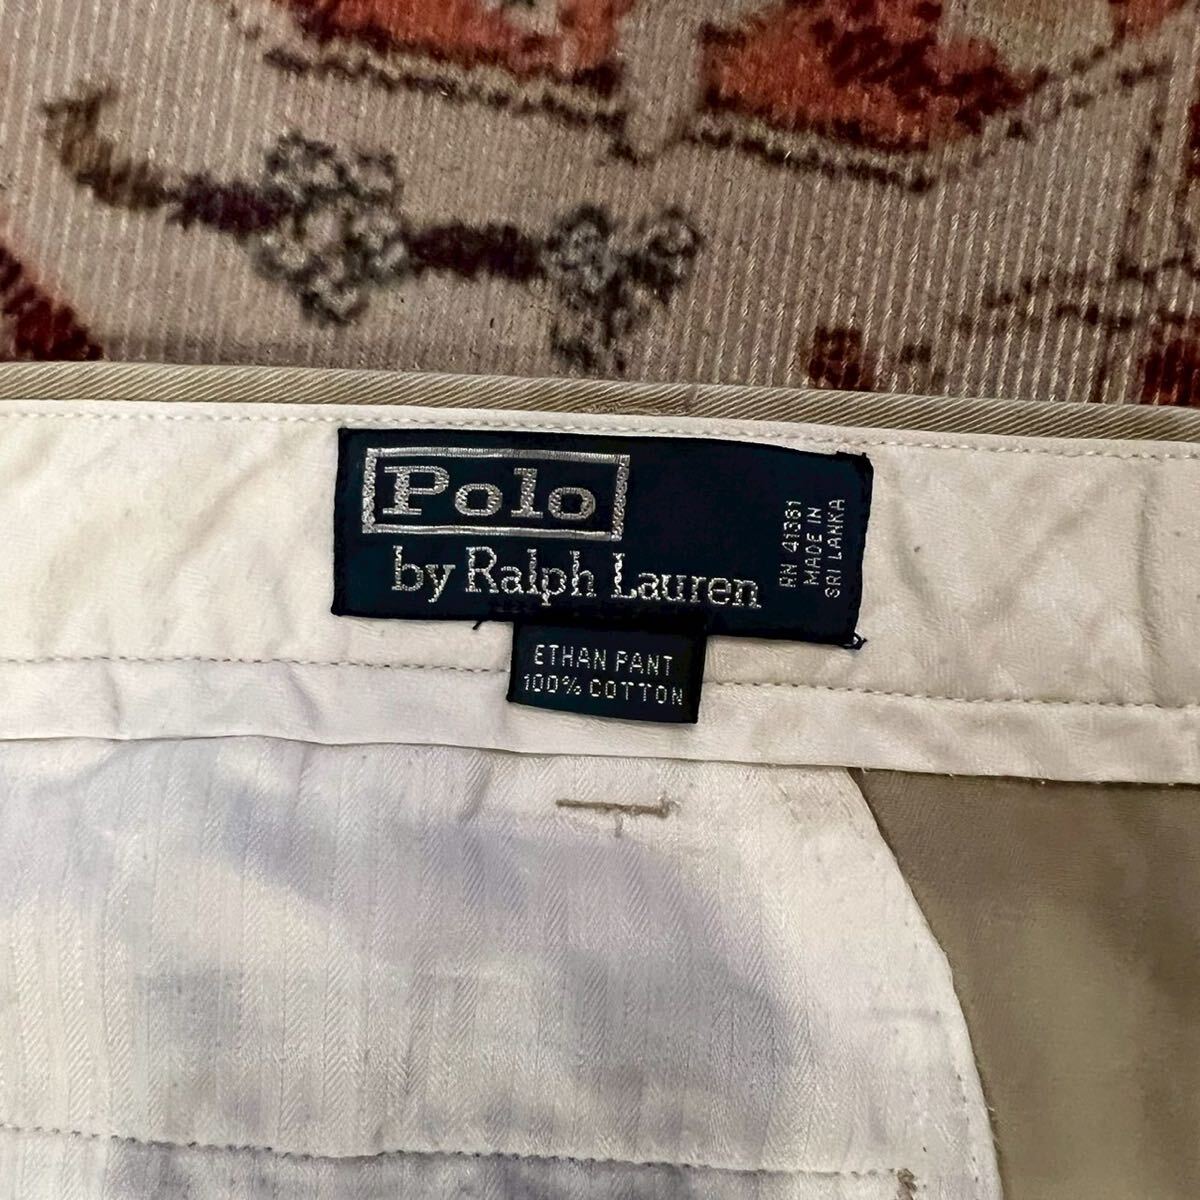 Polo
by Ralph Lauren
RN 41381
MADE IN
SRI LANKA
ETHAN PANT
100% COTTON